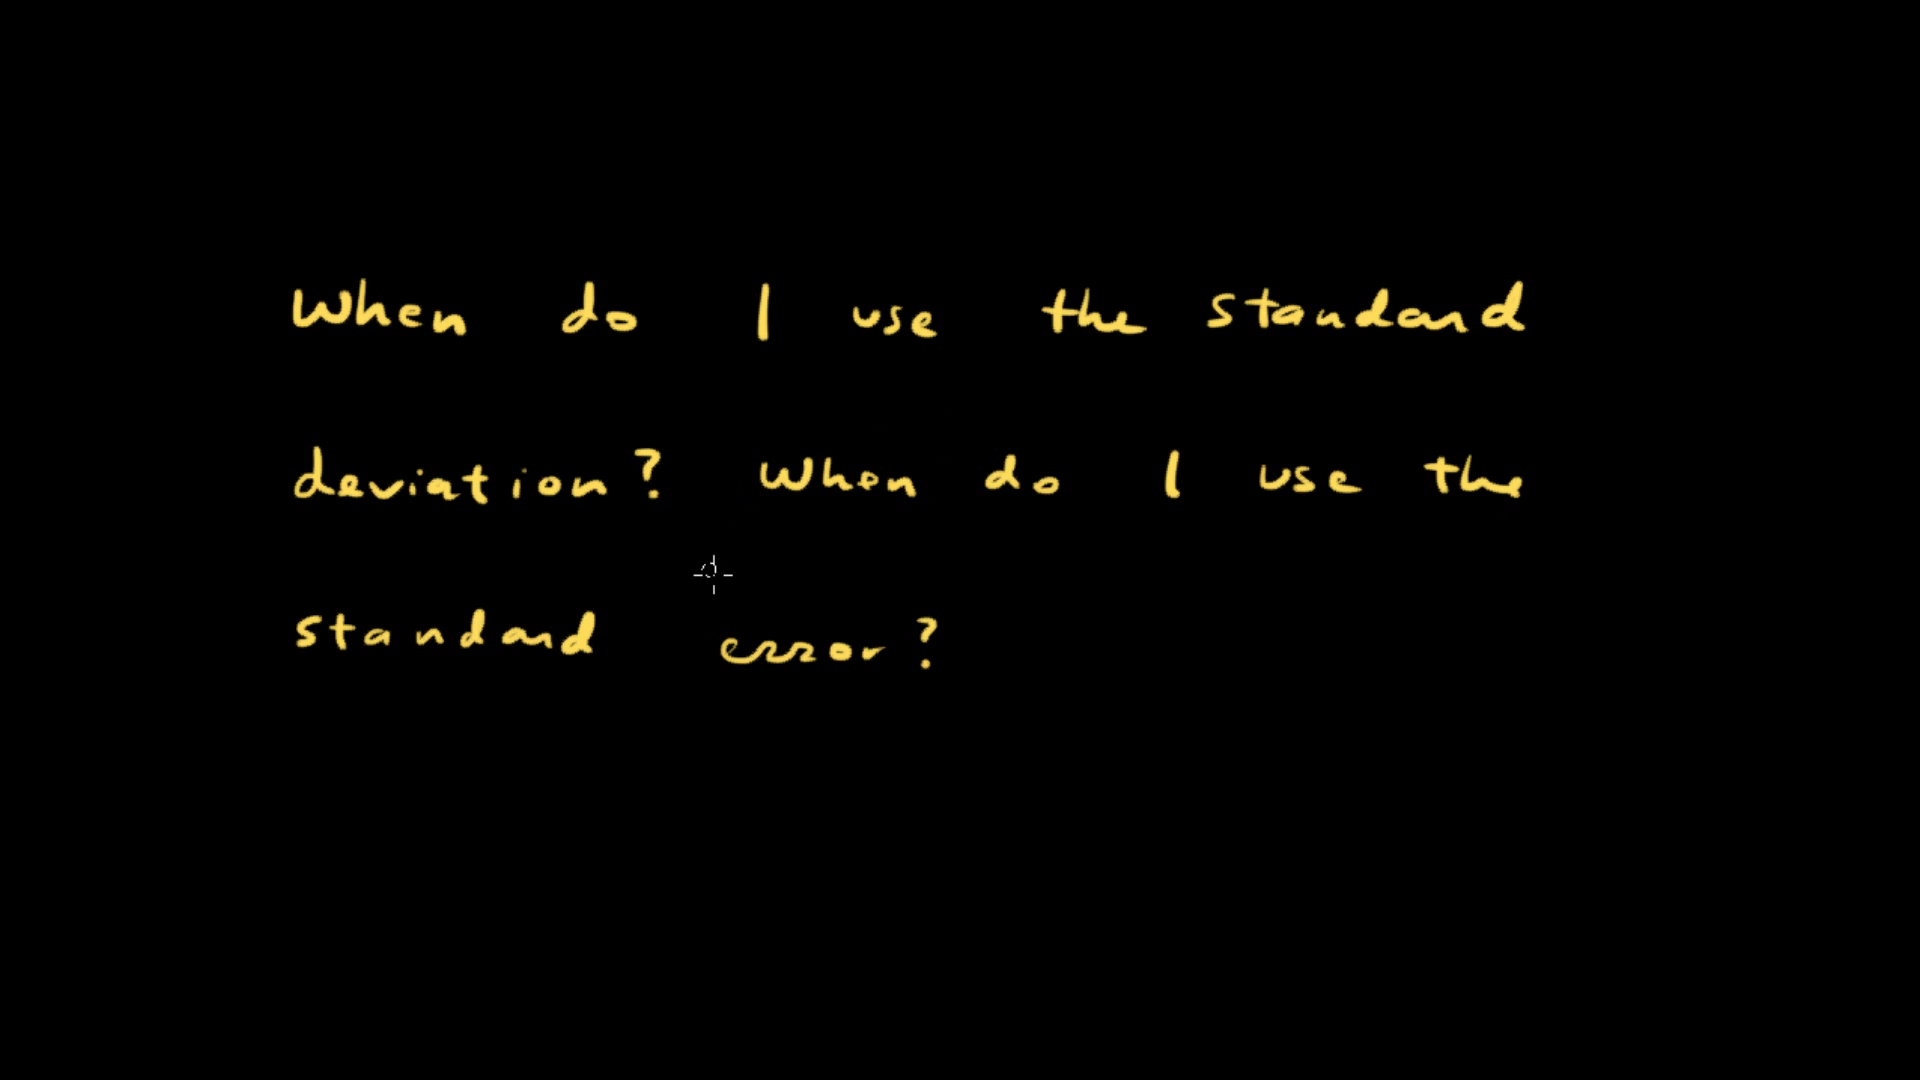 When do I use the standard
deviation? When do I use the
standard error?